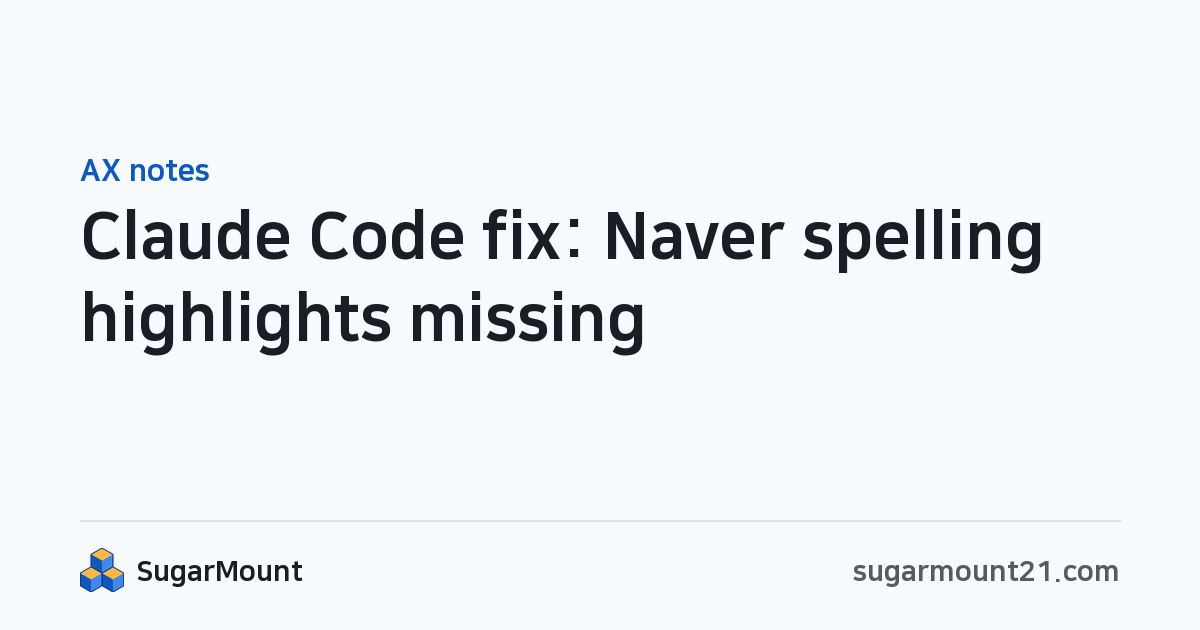 AX notes
Claude Code fix: Naver spelling
highlights missing
SugarMount
sugarmount21.com